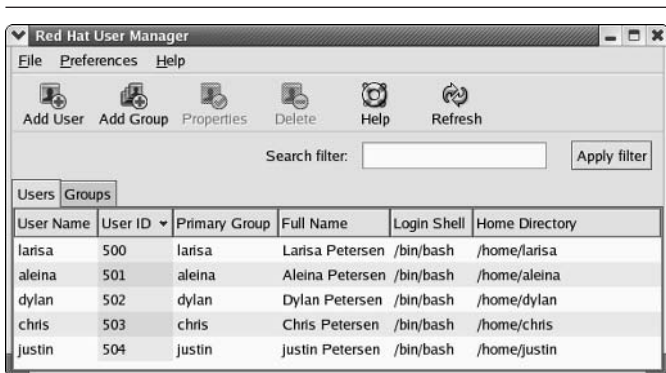 Red Hat User Manager
File Preferences Help
Add User Add Group Properties Delete Help Refresh
Search filter: Apply filter
Users Groups
User Name User ID Primary Group Full Name Login Shell Home Directory
larisa 500 larisa Larisa Petersen /bin/bash /home/larisa
aleina 501 aleina Aleina Petersen /bin/bash /home/aleina
dylan 502 dylan Dylan Petersen /bin/bash /home/dylan
chris 503 chris Chris Petersen /bin/bash /home/chris
justin 504 justin justin Petersen /bin/bash /home/justin